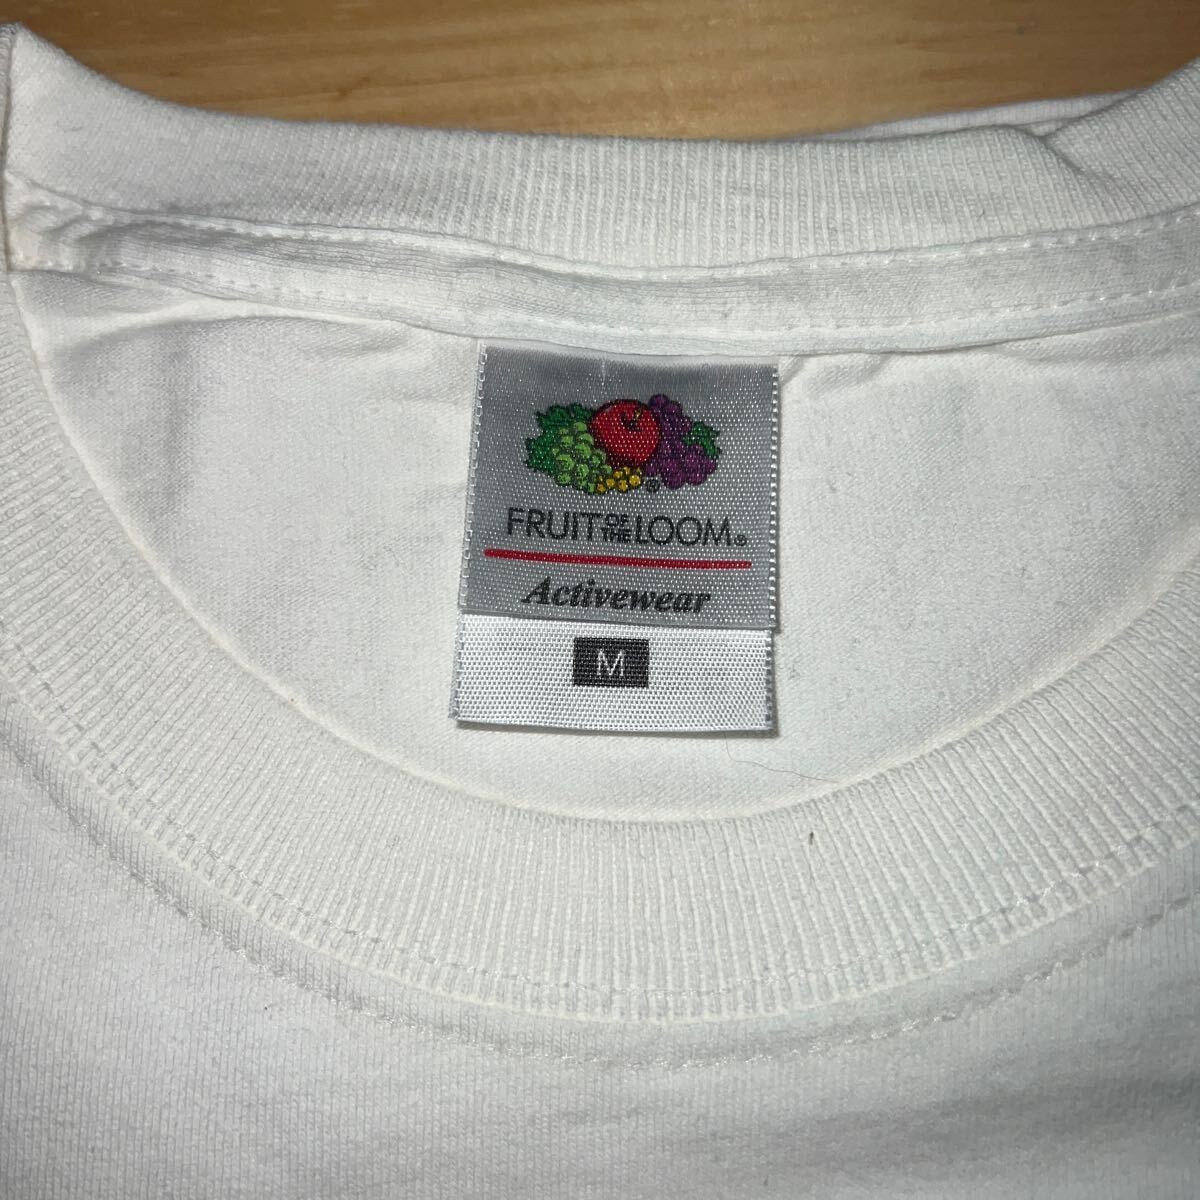 FRUIT OF THE LOOM®
Activewear
M